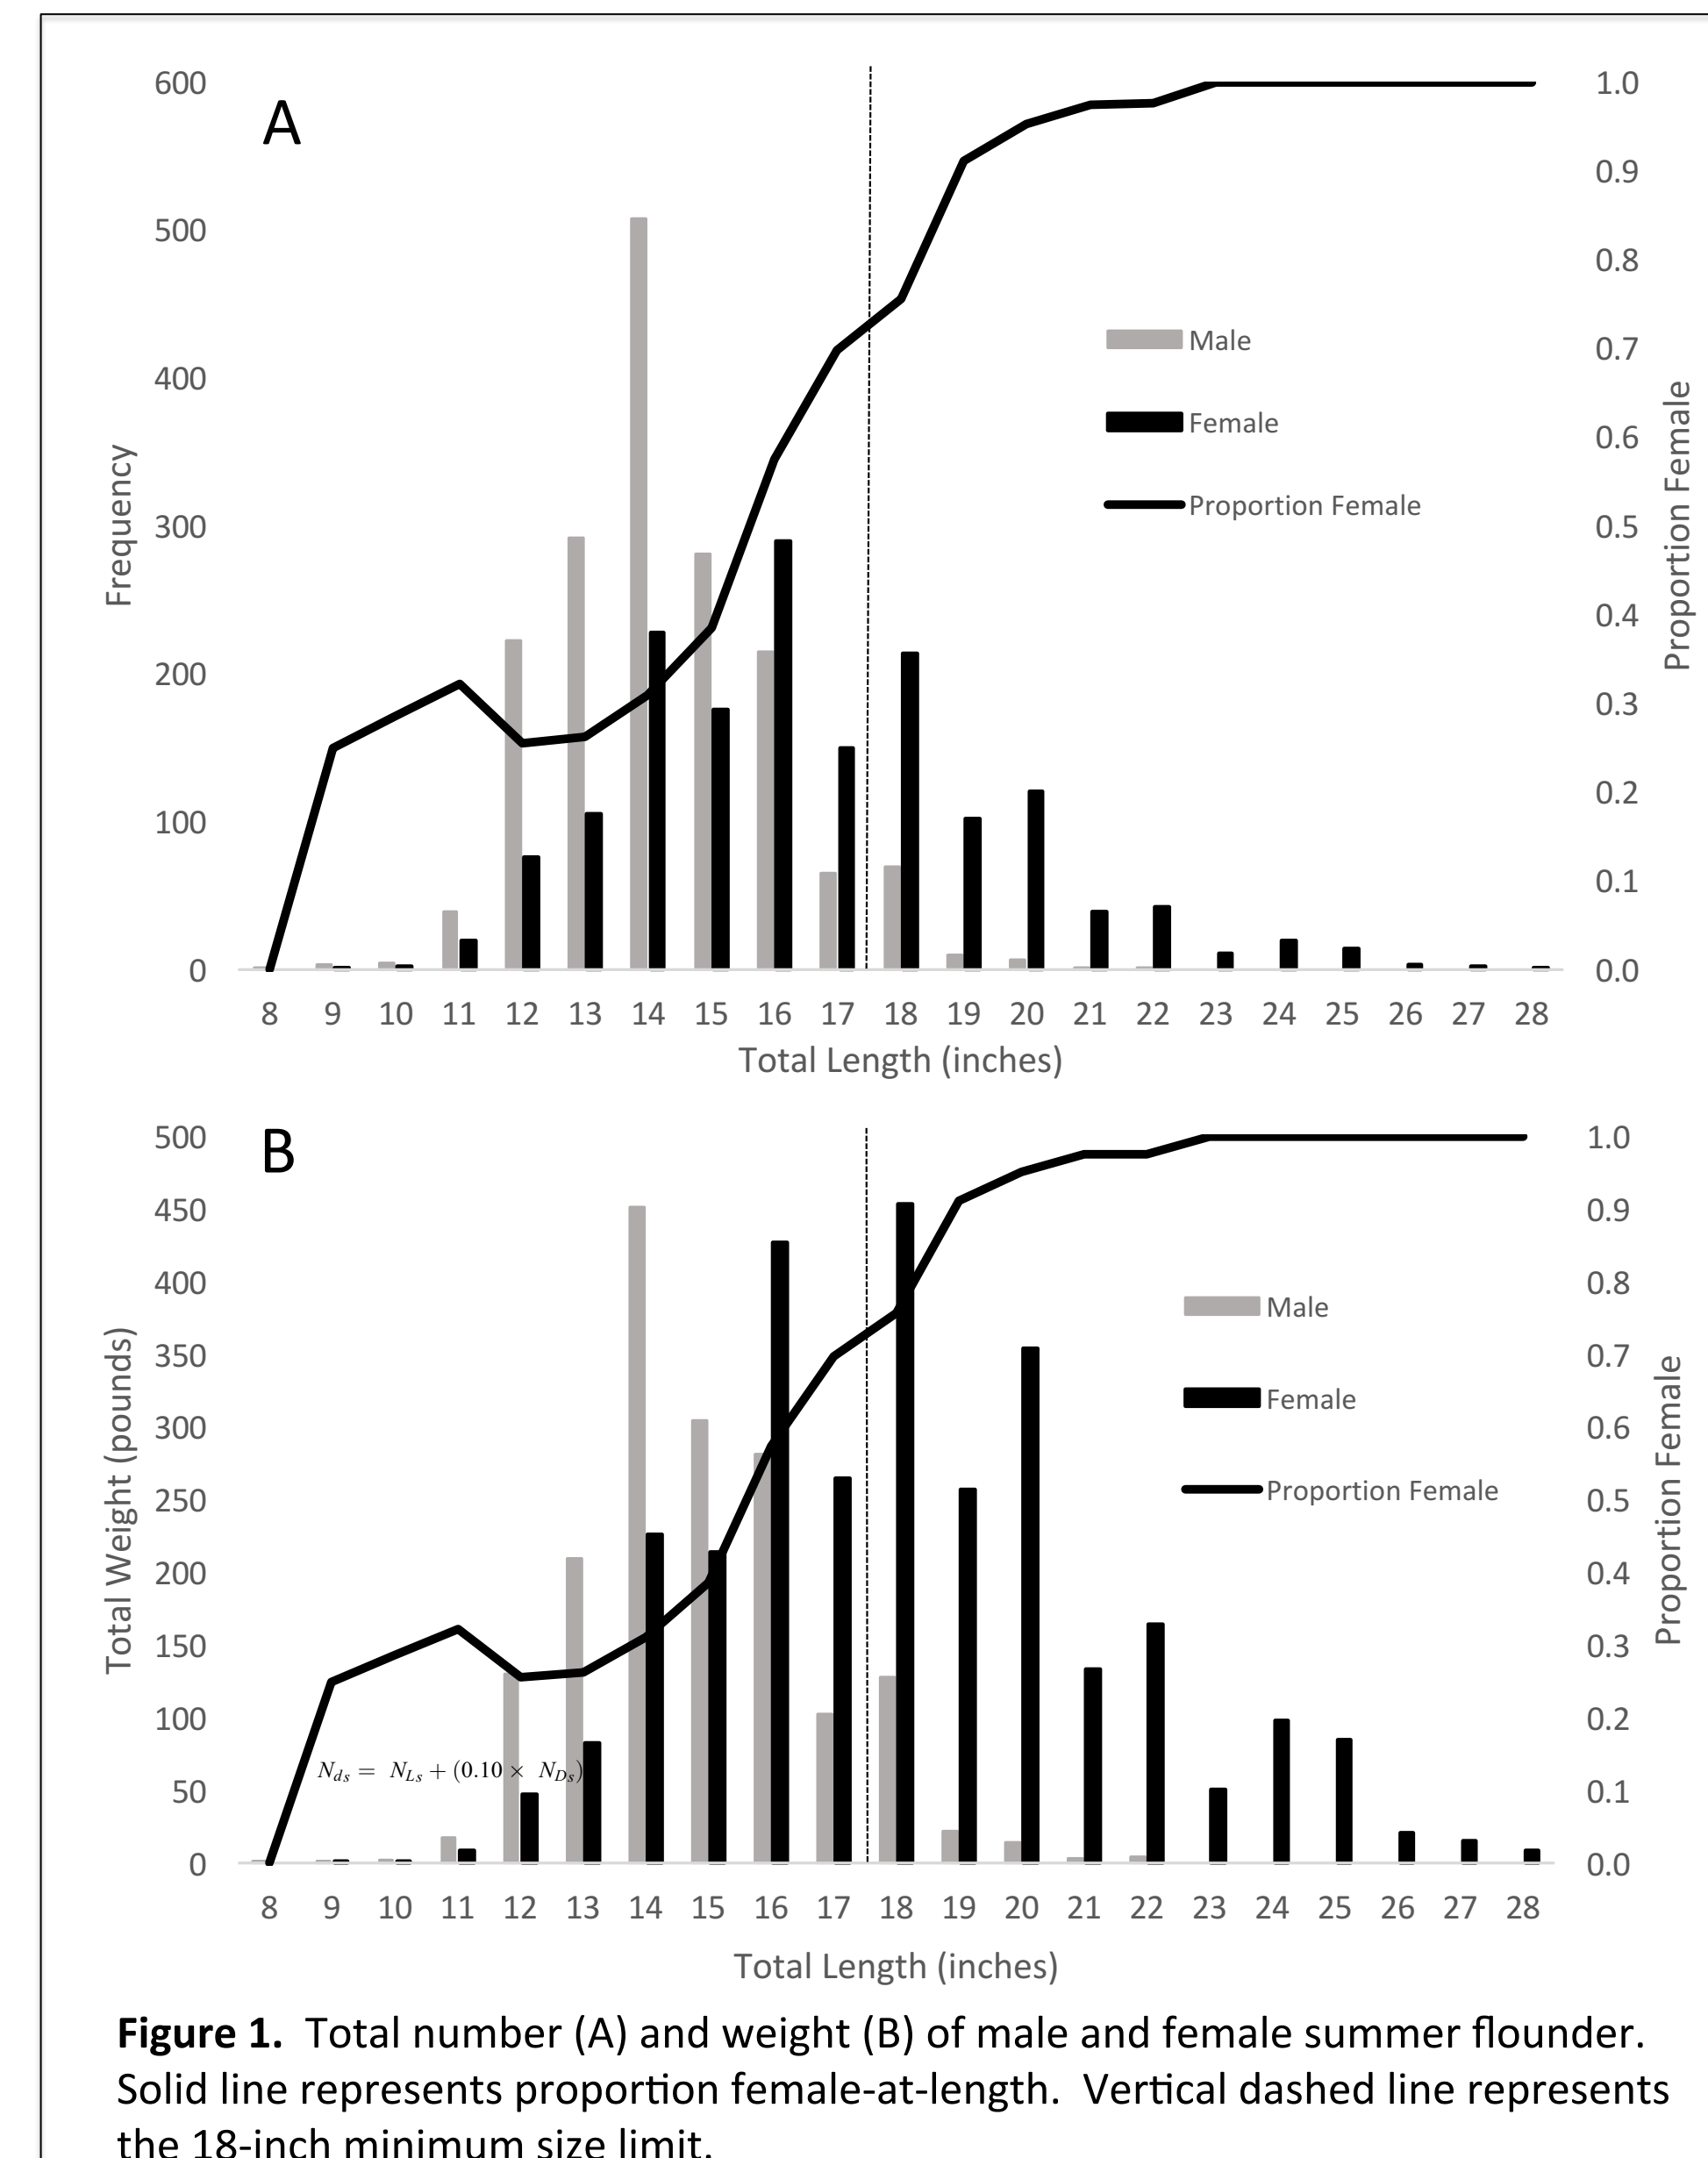 A
600
500
400
300
200
100
0
1.0
0.9
0.8
0.7
0.6
0.5
0.4
0.3
0.2
0.1
0.0
Frequency
Proportion Female
Male
Female
Proportion Female
8 9 10 11 12 13 14 15 16 17 18 19 20 21 22 23 24 25 26 27 28
Total Length (inches)
B
500
450
400
350
300
250
200
150
100
50
0
1.0
0.9
0.8
0.7
0.6
0.5
0.4
0.3
0.2
0.1
0.0
Total Weight (pounds)
Proportion Female
Male
Female
Proportion Female
N_ds = N_Ls + (0.10 × N_Ds)
8 9 10 11 12 13 14 15 16 17 18 19 20 21 22 23 24 25 26 27 28
Total Length (inches)
Figure 1. Total number (A) and weight (B) of male and female summer flounder.
Solid line represents proportion female-at-length. Vertical dashed line represents
the 18-inch minimum size limit.